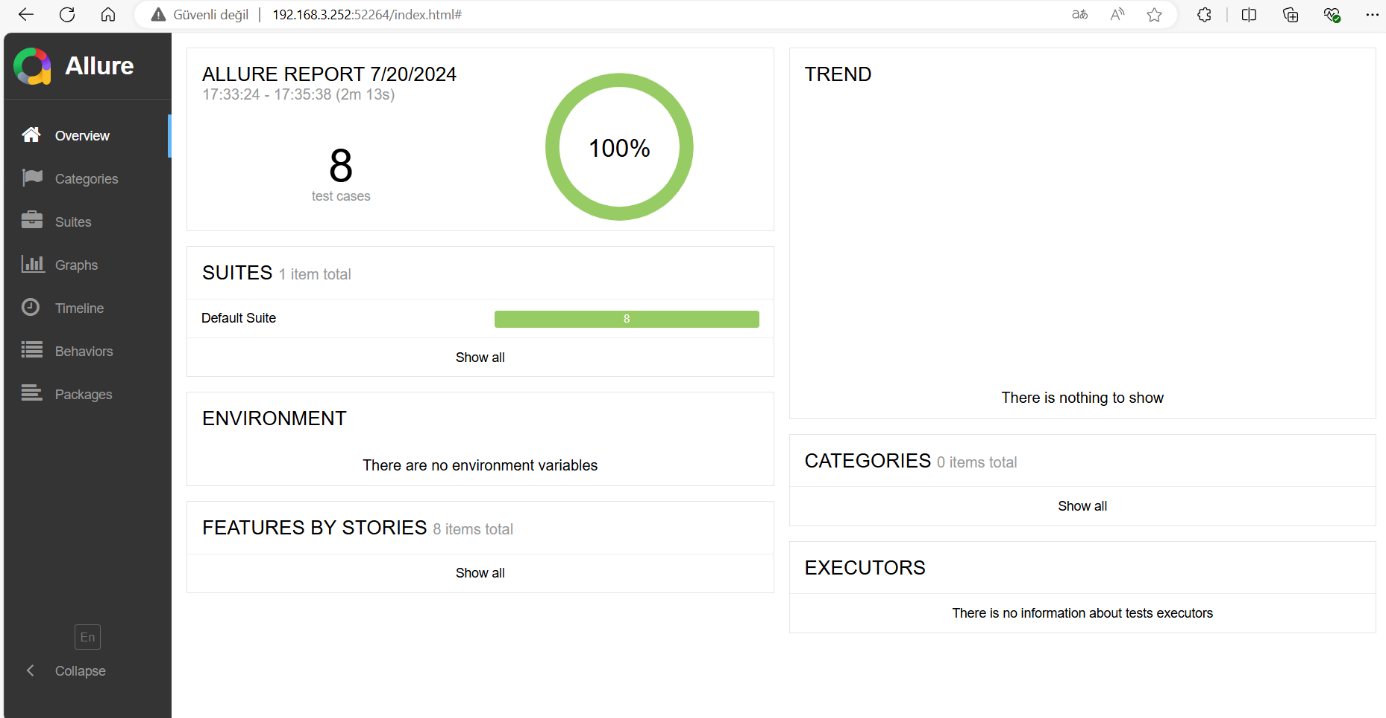 Güvenli değil
192.168.3.252:52264/index.html#
Allure
Overview
Categories
Suites
Graphs
Timeline
Behaviors
Packages
En
Collapse
ALLURE REPORT 7/20/2024
17:33:24 - 17:35:38 (2m 13s)
8
test cases
100%
SUITES 1 item total
Default Suite
8
Show all
ENVIRONMENT
There are no environment variables
FEATURES BY STORIES 8 items total
Show all
TREND
There is nothing to show
CATEGORIES 0 items total
Show all
EXECUTORS
There is no information about tests executors